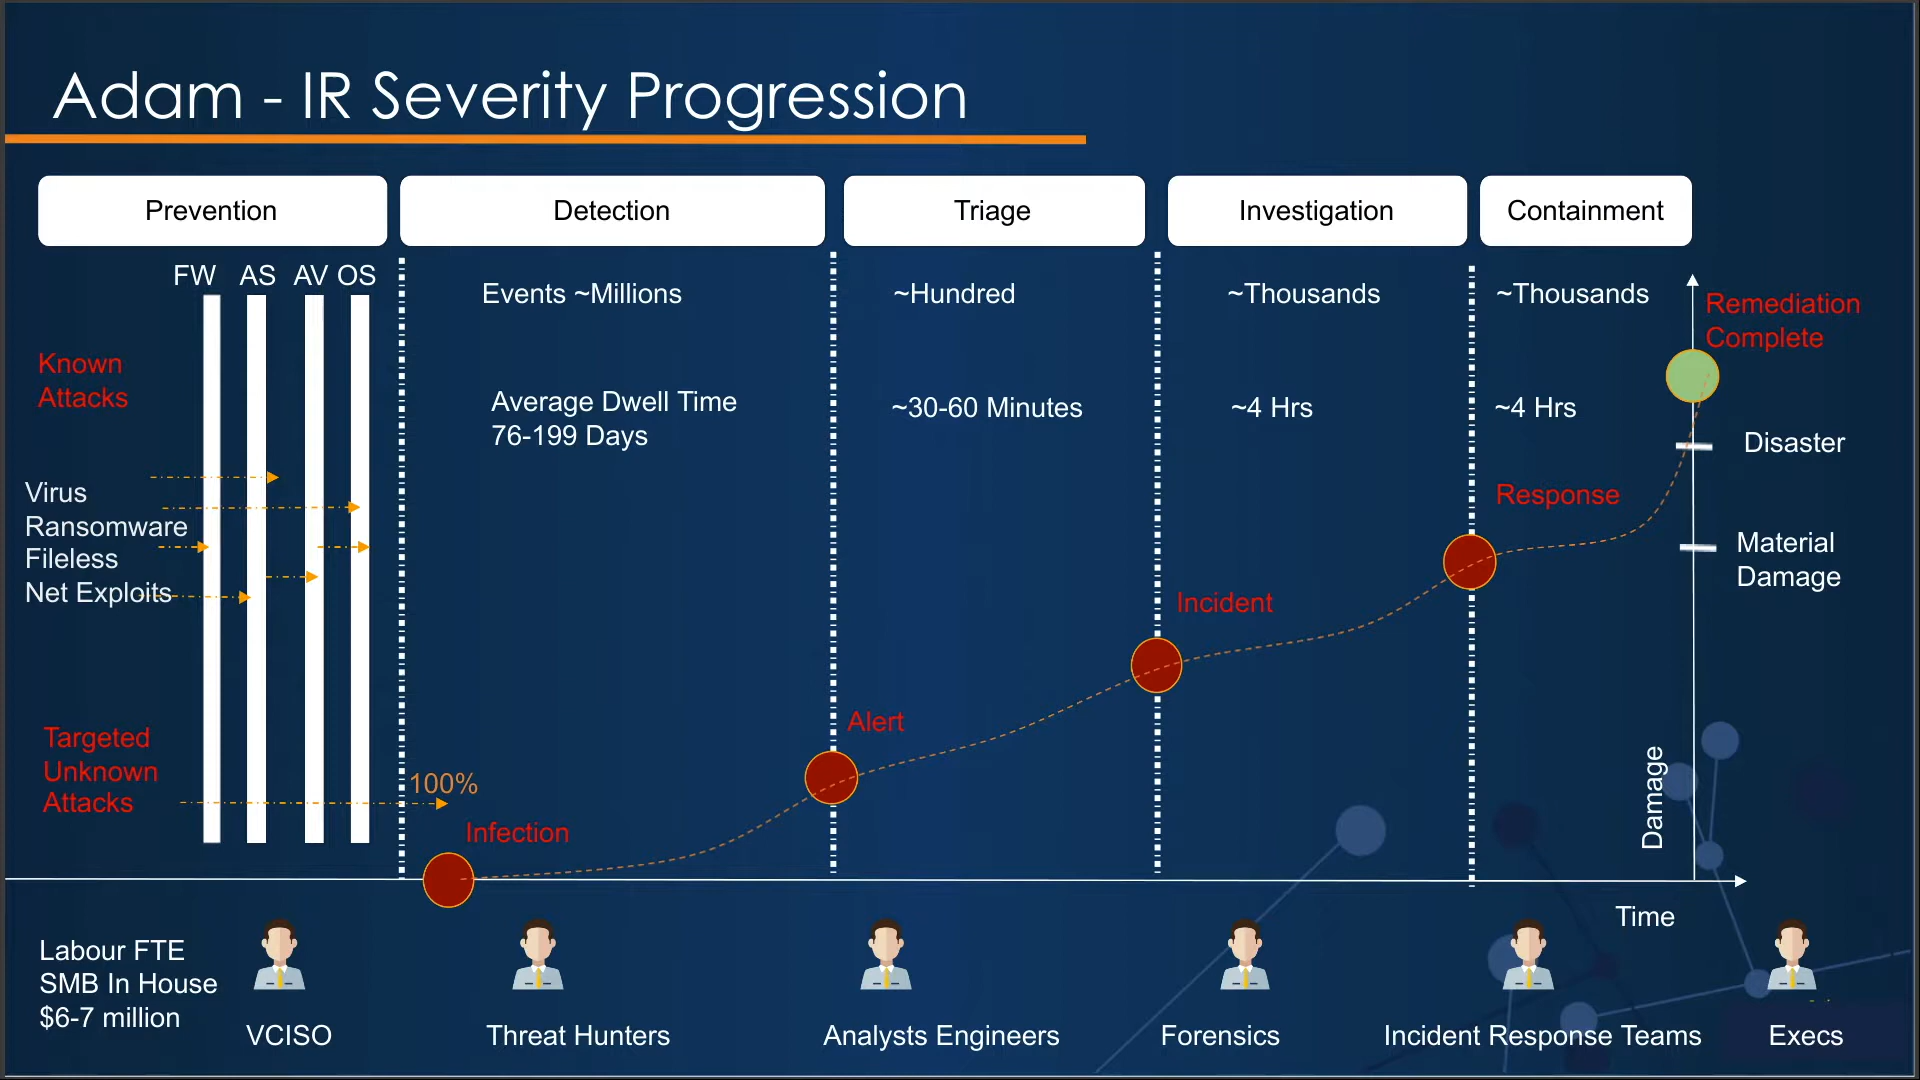 Adam - IR Severity Progression
Prevention
Detection
Triage
Investigation
Containment
FW AS AV OS
Events ~Millions
~Hundred
~Thousands
~Thousands
Remediation
Complete
Known
Attacks
Average Dwell Time
76-199 Days
~30-60 Minutes
~4 Hrs
~4 Hrs
Disaster
Virus
Ransomware
Fileless
Net Exploits
Response
Material
Damage
Incident
Alert
Targeted
Unknown
Attacks
100%
Infection
Damage
Time
Labour FTE
SMB In House
$6-7 million
VCISO
Threat Hunters
Analysts Engineers
Forensics
Incident Response Teams
Execs